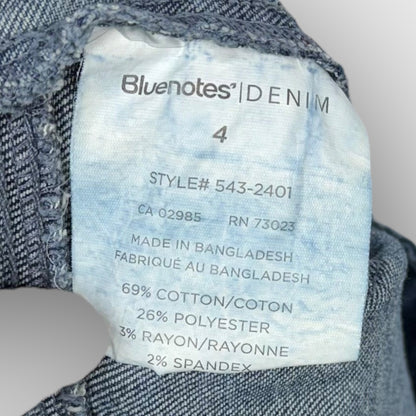 Bluenotes' | DENIM
4
STYLE# 543-2401
CA 02985 RN 73023
MADE IN BANGLADESH
FABRIQUÉ AU BANGLADESH
69% COTTON/COTON
26% POLYESTER
3% RAYON/RAYONNE
2% SPANDEX